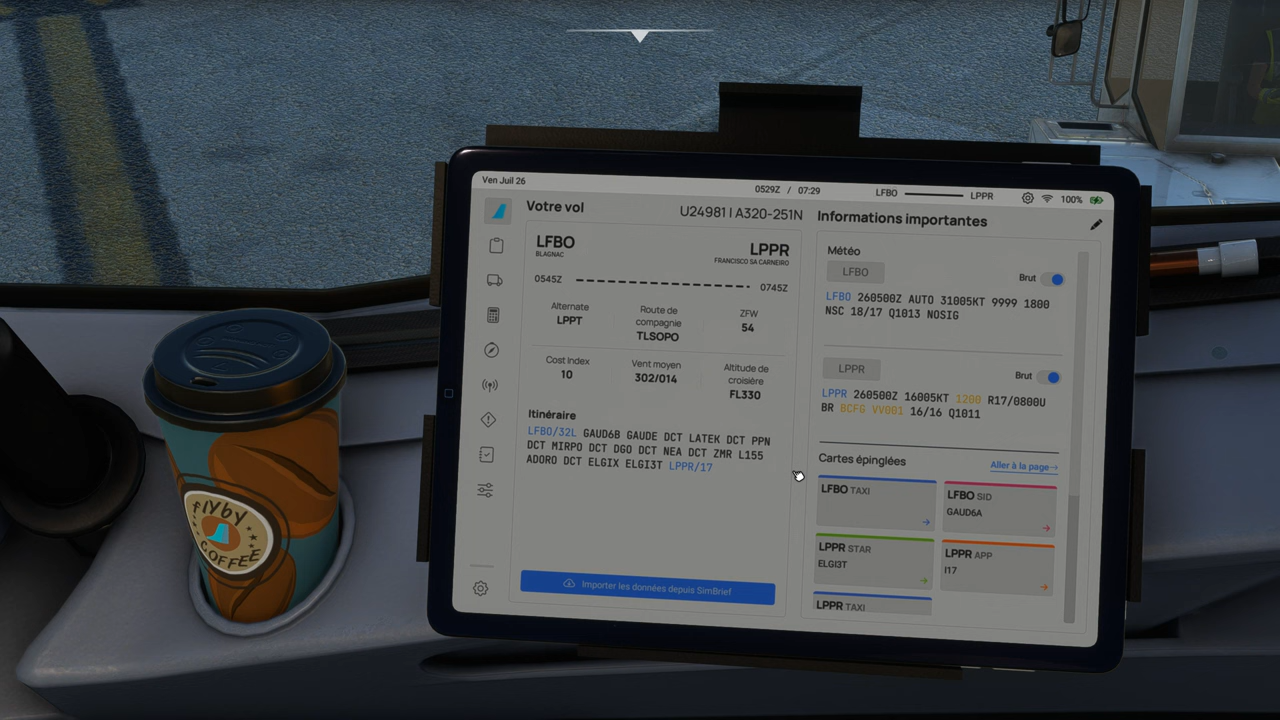 Ven Juil 26
0529Z / 07:29
LFBO LPPR
100%
Votre vol
U24981 | A320-251N
LFBO
BLAGNAC
LPPR
FRANCISCO SA CARNEIRO
0545Z 0745Z
Alternate
LPPT
Route de
compagnie
TLSOPO
ZFW
54
Cost Index
10
Vent moyen
302/014
Altitude de
croisière
FL330
Itinéraire
LFBO/32L GAUD6B GAUDE DCT LATEK DCT PPN
DCT MIRPO DCT DGO DCT NEA DCT ZMR L155
ADORO DCT ELGIX ELGI3T LPPR/17
Importer les données depuis SimBrief
Informations importantes
Météo
LFBO
Brut
LFBO 260500Z AUTO 31005KT 9999 1800
NSC 18/17 Q1013 NOSIG
LPPR
Brut
LPPR 260500Z 16005KT 1200 R17/0800U
BR BCFG VV001 16/16 Q1011
Cartes épinglées
Aller à la page→
LFBO TAXI
→
LFBO SID
GAUD6A
→
LPPR STAR
ELGI3T
→
LPPR APP
I17
→
LPPR TAXI
flyby
COFFEE